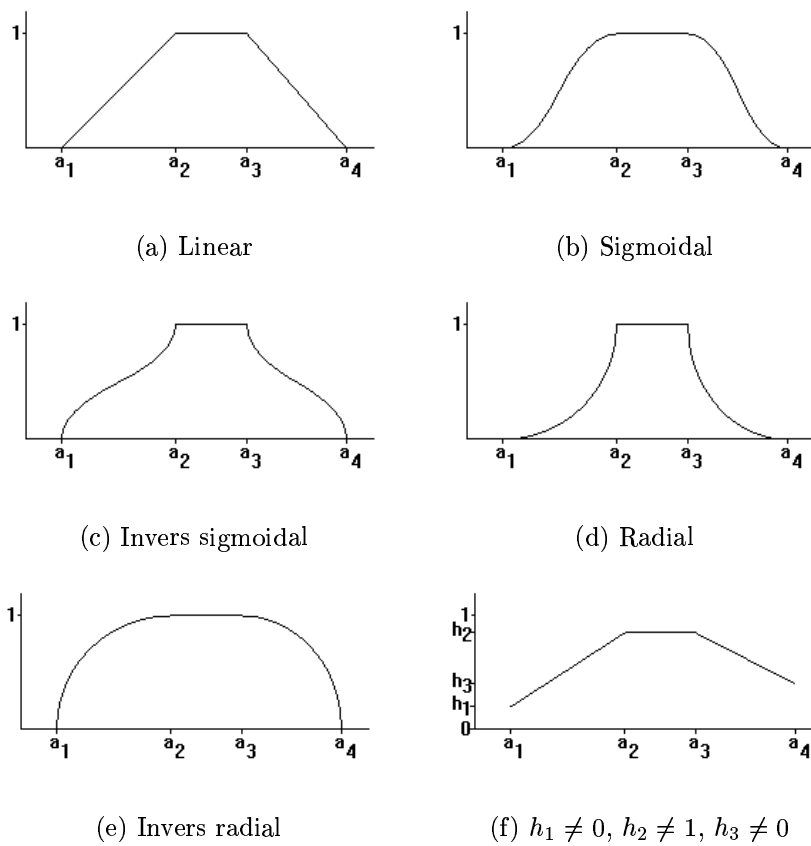 1
a1 a2 a3 a4
(a) Linear
1
a1 a2 a3 a4
(b) Sigmoidal
1
a1 a2 a3 a4
(c) Invers sigmoidal
1
a1 a2 a3 a4
(d) Radial
1
a1 a2 a3 a4
(e) Invers radial
1
h2
h3
h1
0
a1 a2 a3 a4
(f) h1 ≠ 0, h2 ≠ 1, h3 ≠ 0